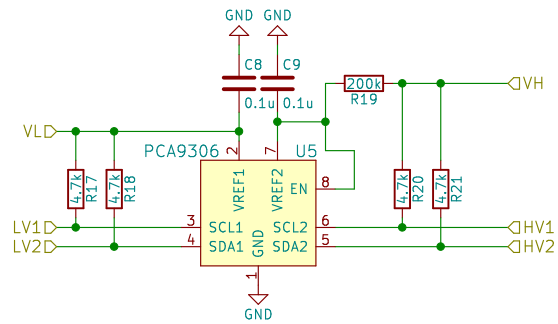 GND GND
C8 C9
0.1u 0.1u
200k
R19
VH
VL
PCA9306 U5
2 7
VREF1 VREF2
EN 8
4.7k R17 4.7k R18
4.7k R20 4.7k R21
LV1 3 SCL1 SCL2 6 HV1
LV2 4 SDA1 SDA2 5 HV2
GND
1
GND